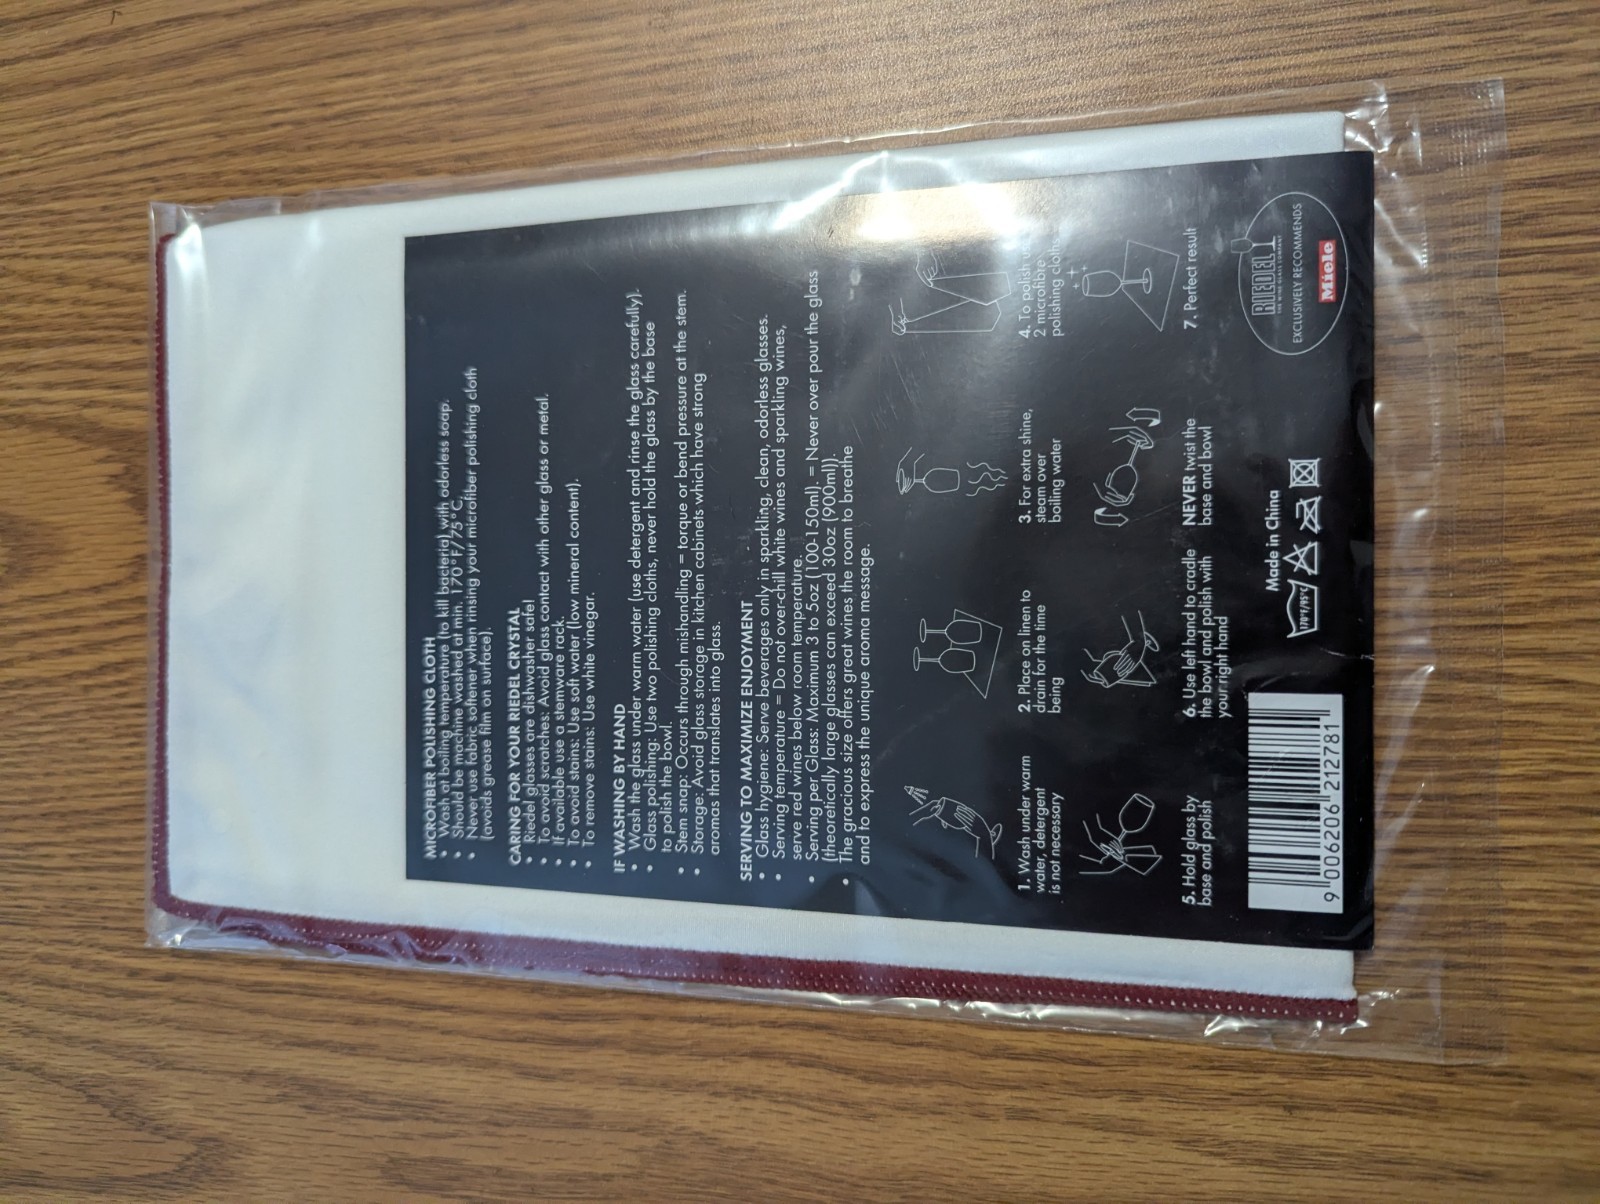 MICROFIBER POLISHING CLOTH
• Wash at boiling temperature (to kill bacteria) with odorless soap.
• Should be machine washed at min. 170°F/75°C.
• Never use fabric softener when rinsing your microfiber polishing cloth
(avoids grease film on surface).
CARING FOR YOUR RIEDEL CRYSTAL
• Riedel glasses are dishwasher safe!
• To avoid scratches: Avoid glass contact with other glass or metal.
• If available use a stemware rack.
• To avoid stains: Use soft water (low mineral content).
• To remove stains: Use white vinegar.
IF WASHING BY HAND
• Wash the glass under warm water (use detergent and rinse the glass carefully).
• Glass polishing: Use two polishing cloths, never hold the glass by the base
to polish the bowl.
• Stem snap: Occurs through mishandling = torque or bend pressure at the stem.
• Storage: Avoid glass storage in kitchen cabinets which have strong
aromas that translates into glass.
SERVING TO MAXIMIZE ENJOYMENT
• Glass hygiene: Serve beverages only in sparkling, clean, odorless glasses.
• Serving temperature = Do not over-chill white wines and sparkling wines,
serve red wines below room temperature.
• Serving per Glass: Maximum 3 to 5oz (100-150ml). = Never over pour the glass
(theoretically large glasses can exceed 30oz (900ml)).
• The gracious size offers great wines the room to breathe
and to express the unique aroma message.
1. Wash under warm
water, detergent
is not necessary
2. Place on linen to
drain for the time
being
3. For extra shine,
steam over
boiling water
4. To polish
2 microfibre
polishing cloths
5. Hold glass by
base and polish
6. Use left hand to cradle
the bowl and polish with
your right hand
NEVER twist the
base and bowl
7. Perfect result
9 006206 212781
Made in China
170°F/95°C
RIEDEL
THE WINE GLASS COMPANY
EXCLUSIVELY RECOMMENDS
Miele